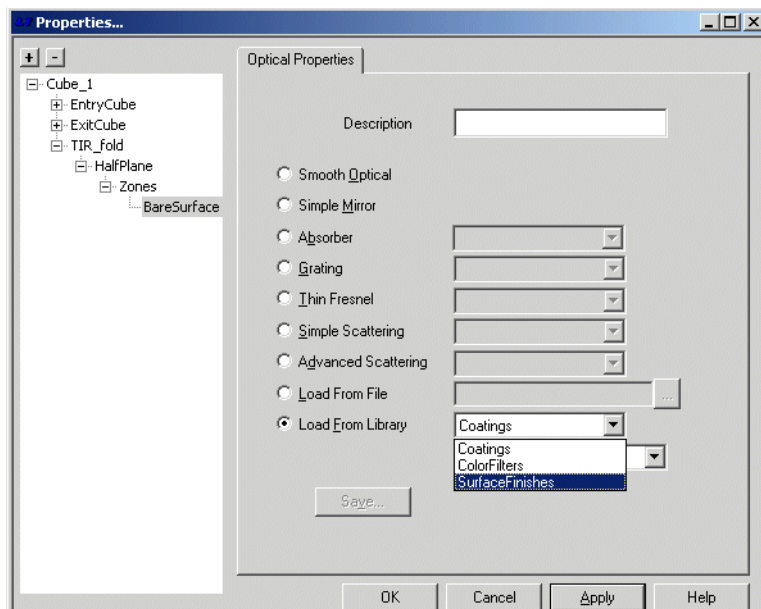 Properties...
+ -
Cube_1
EntryCube
ExitCube
TIR_fold
HalfPlane
Zones
BareSurface
Optical Properties
Description
Smooth Optical
Simple Mirror
Absorber
Grating
Thin Fresnel
Simple Scattering
Advanced Scattering
Load From File ...
Load From Library Coatings
Coatings
ColorFilters
SurfaceFinishes
Save...
OK Cancel Apply Help